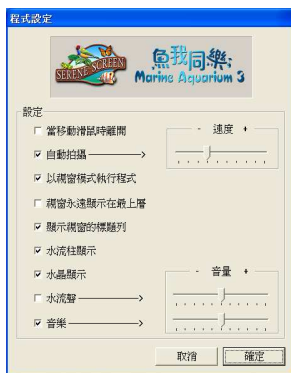 程式設定
SERENE SCREEN
魚我同樂
Marine Aquarium 3
設定
當移動滑鼠時離開
- 速度 +
自動拍攝
以視窗模式執行程式
視窗永遠顯示在最上層
顯示視窗的標題列
水流柱顯示
水晶顯示
- 音量 +
水流聲
音樂
取消
確定